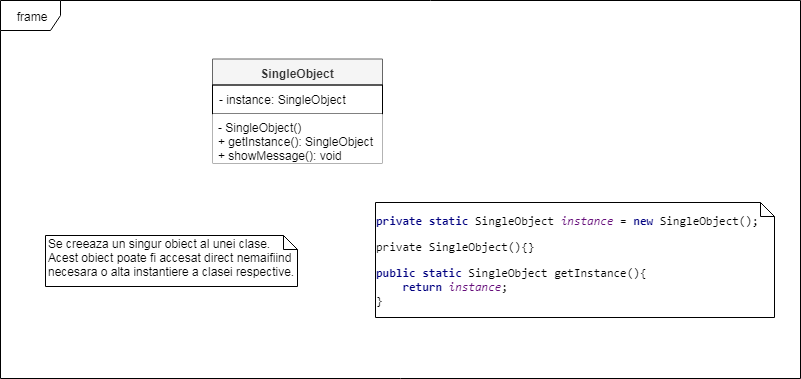 frame
SingleObject
- instance: SingleObject
- SingleObject()
+ getInstance(): SingleObject
+ showMessage(): void
Se creeaza un singur obiect al unei clase.
Acest obiect poate fi accesat direct nemaifiind
necesara o alta instantiere a clasei respective.
private static SingleObject instance = new SingleObject();
private SingleObject(){}
public static SingleObject getInstance(){
    return instance;
}